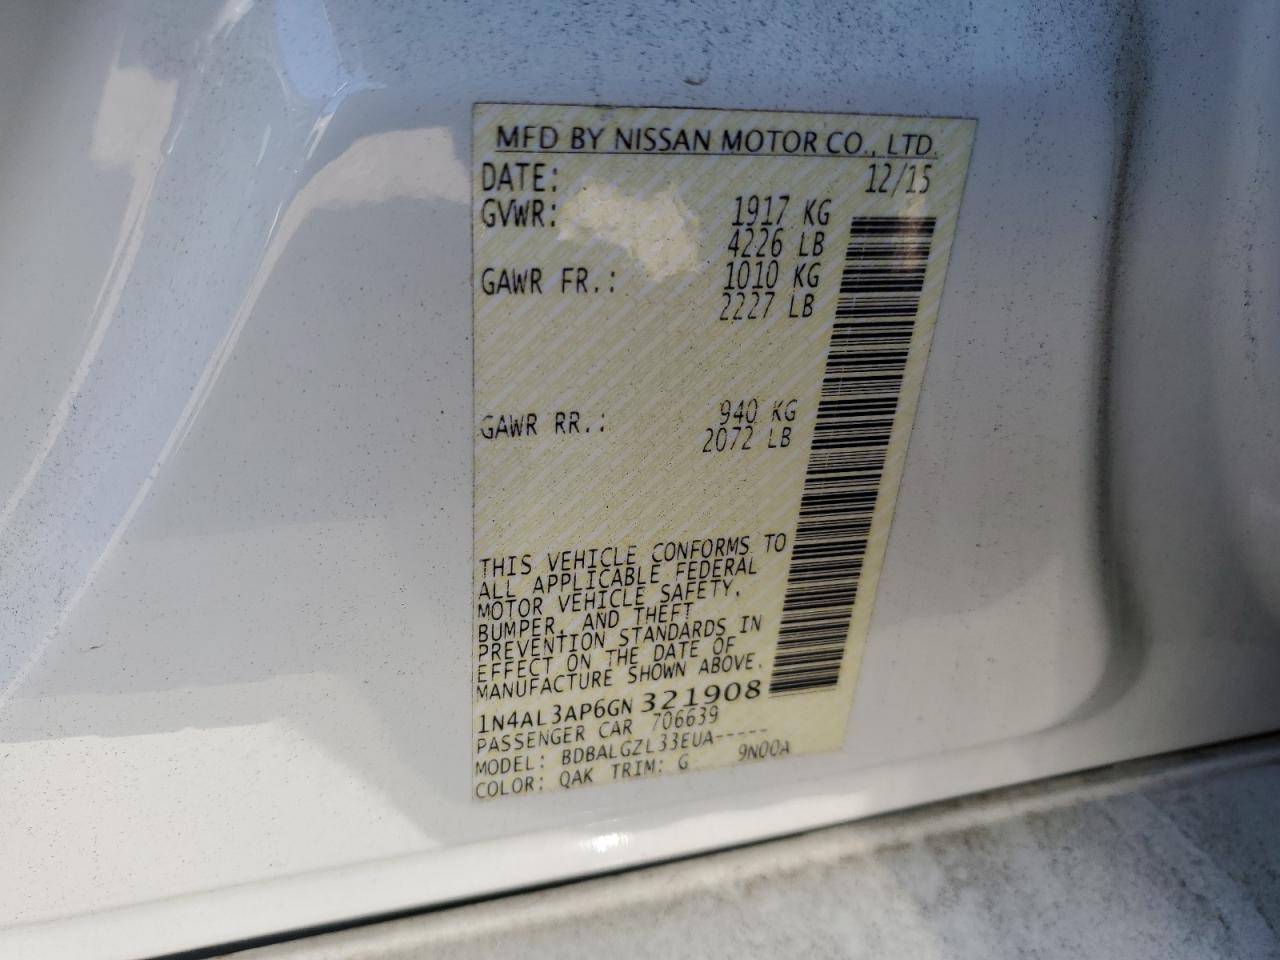 MFD BY NISSAN MOTOR CO., LTD.
DATE: 12/15
GVWR: 1917 KG
4226 LB
GAWR FR.: 1010 KG
2227 LB
GAWR RR.: 940 KG
2072 LB
THIS VEHICLE CONFORMS TO
ALL APPLICABLE FEDERAL
MOTOR VEHICLE SAFETY,
BUMPER, AND THEFT
PREVENTION STANDARDS IN
EFFECT ON THE DATE OF
MANUFACTURE SHOWN ABOVE.
1N4AL3AP6GN 321908
PASSENGER CAR 706639
MODEL: BDBALGZL33EUA-----
COLOR: QAK TRIM: G 9N00A